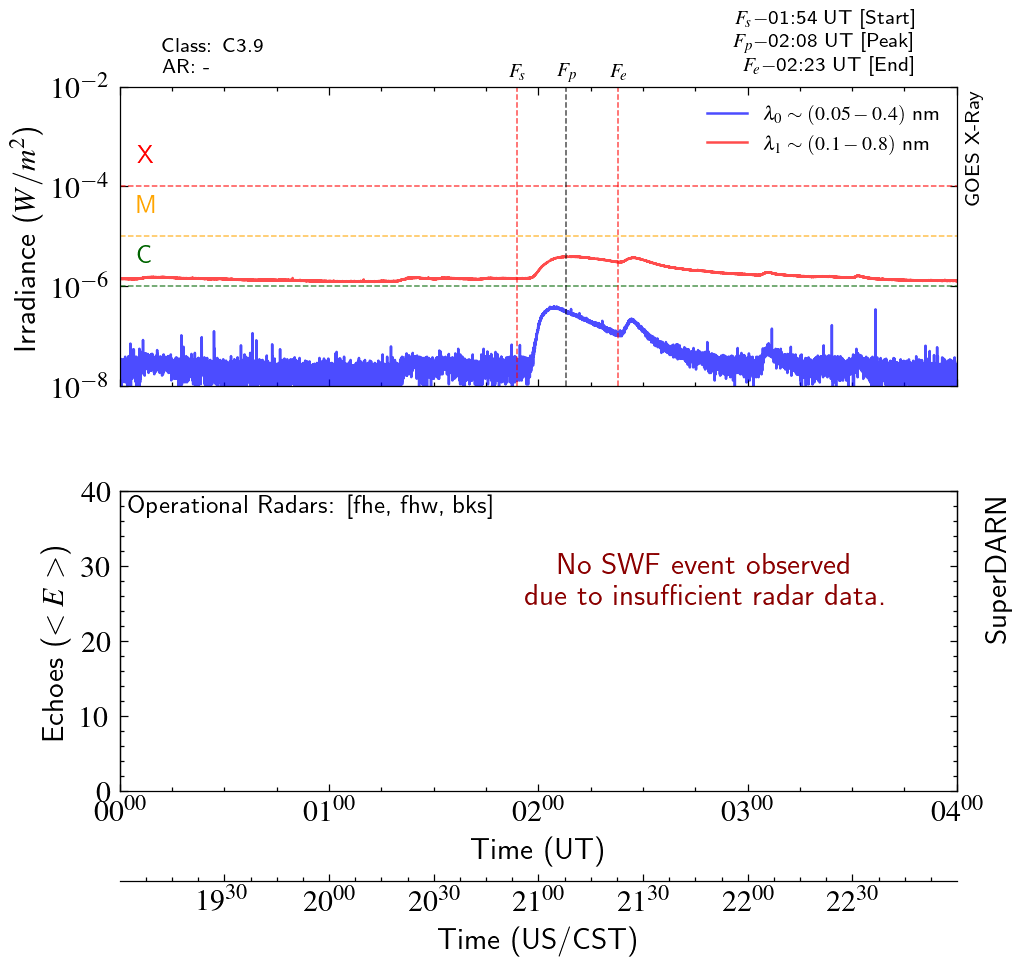 Fs−01:54 UT [Start]
Class: C3.9
Fp−02:08 UT [Peak]
AR: -
Fe−02:23 UT [End]
Fs Fp Fe
10⁻²
λ₀ ∼ (0.05 − 0.4) nm
λ₁ ∼ (0.1 − 0.8) nm
GOES X-Ray
X
10⁻⁴
M
C
10⁻⁶
10⁻⁸
Irradiance (W/m²)
40
Operational Radars: [fhe, fhw, bks]
No SWF event observed
due to insufficient radar data.
30
20
10
0
Echoes (< E >)
SuperDARN
00⁰⁰ 01⁰⁰ 02⁰⁰ 03⁰⁰ 04⁰⁰
Time (UT)
19³⁰ 20⁰⁰ 20³⁰ 21⁰⁰ 21³⁰ 22⁰⁰ 22³⁰
Time (US/CST)